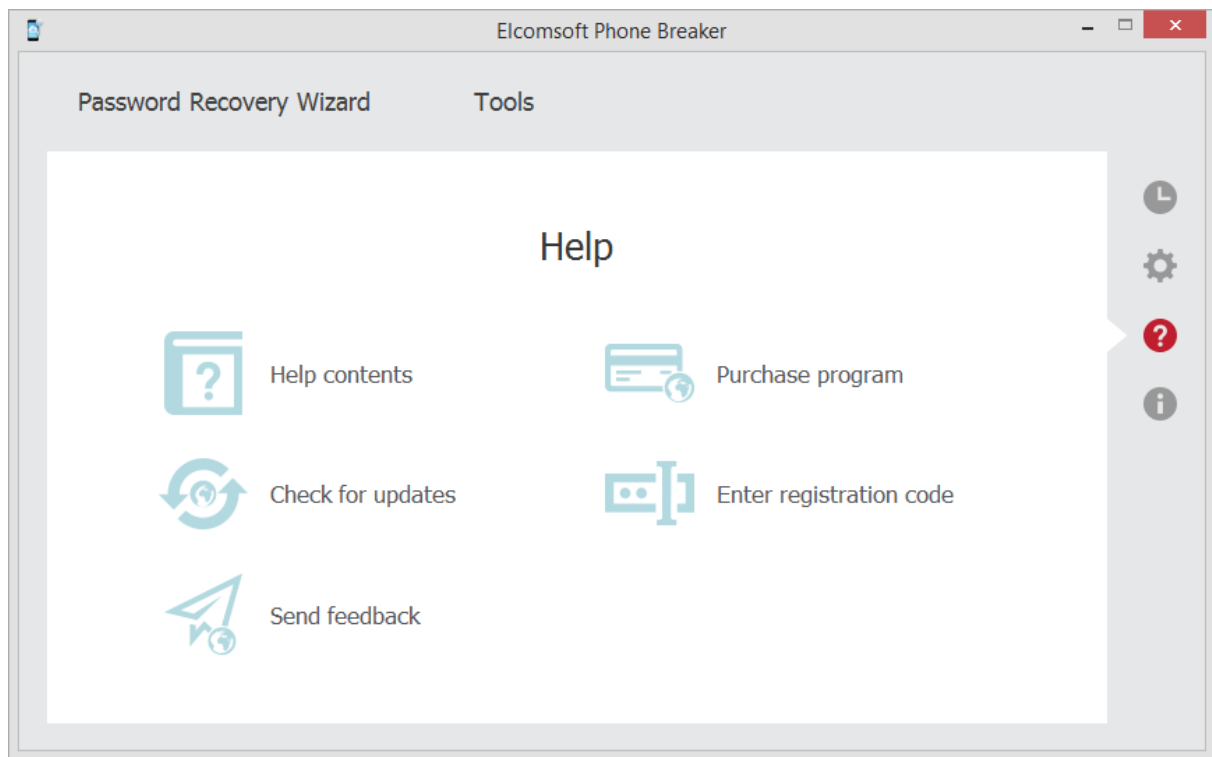 Elcomsoft Phone Breaker
Password Recovery Wizard Tools
Help
Help contents
Purchase program
Check for updates
Enter registration code
Send feedback